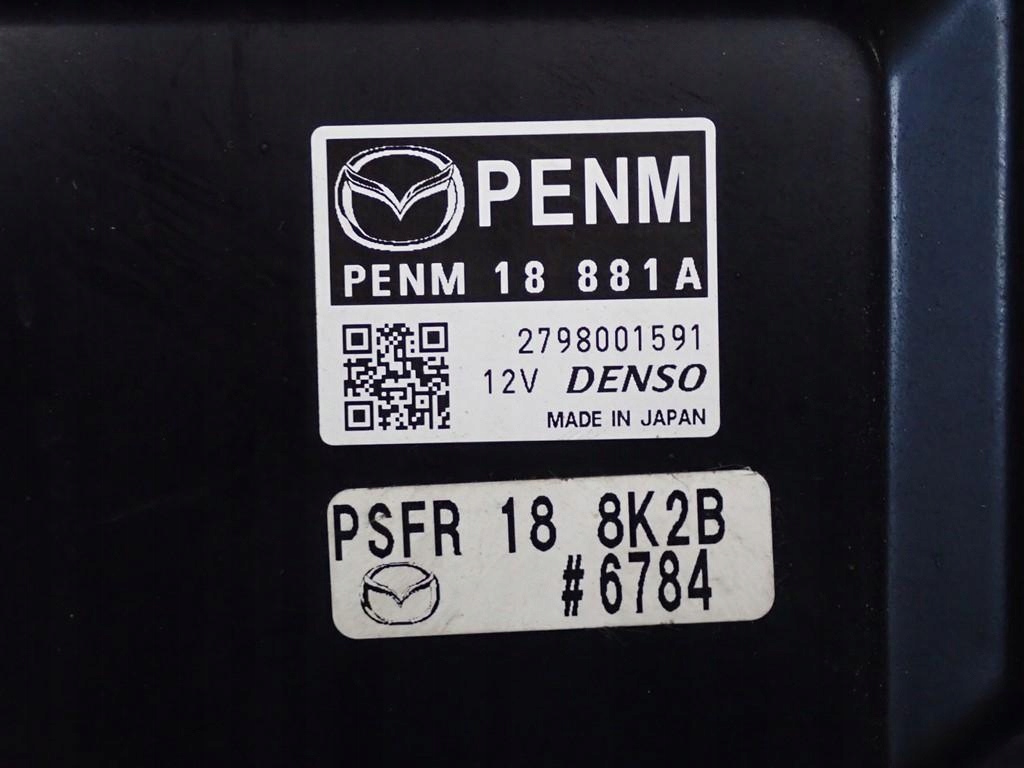 PENM
PENM 18 881A
2798001591
12V DENSO
MADE IN JAPAN
PSFR 18 8K2B
#6784